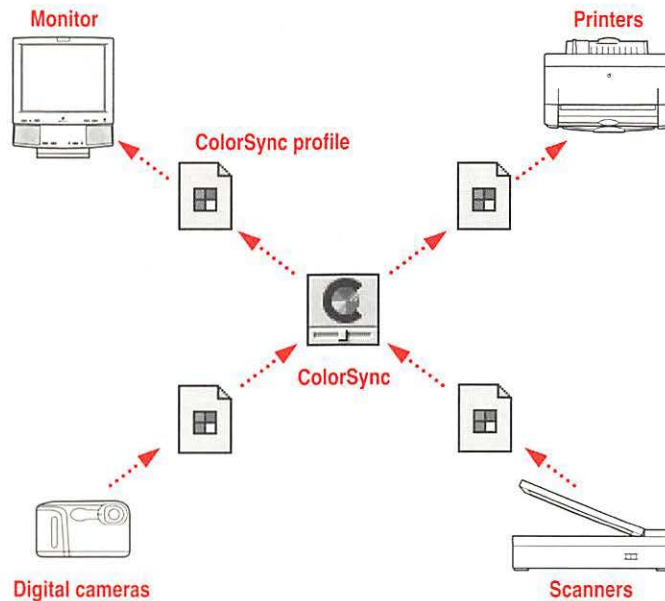 Monitor
Printers
ColorSync profile
ColorSync
Digital cameras
Scanners